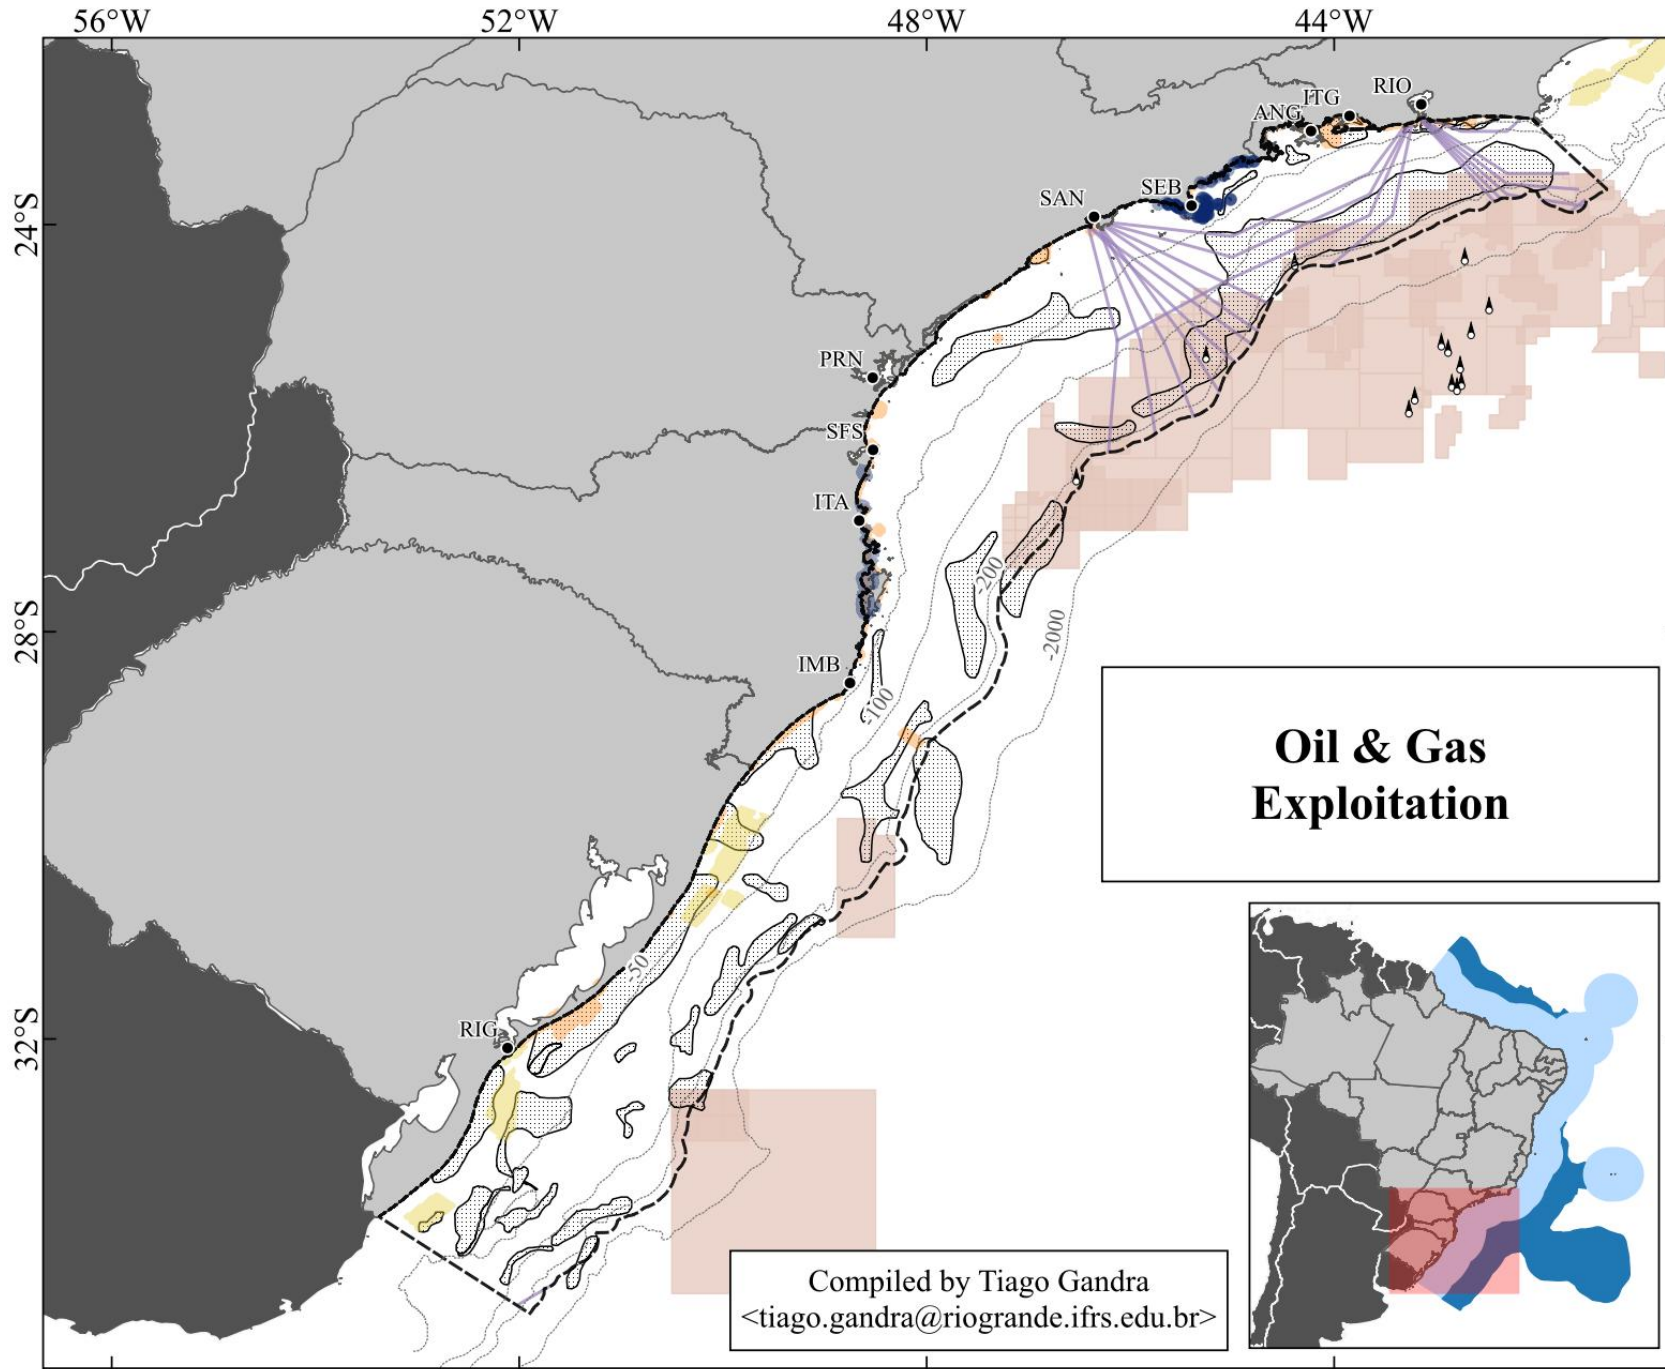 56°W 52°W 48°W 44°W
RIO
ITG
ANG
SEB
SAN
24°S
PRN
SFS
ITA
-200
28°S
-2000
IMB
-100
Oil & Gas
Exploitation
-50
RIG
32°S
Compiled by Tiago Gandra
<tiago.gandra@riogrande.ifrs.edu.br>